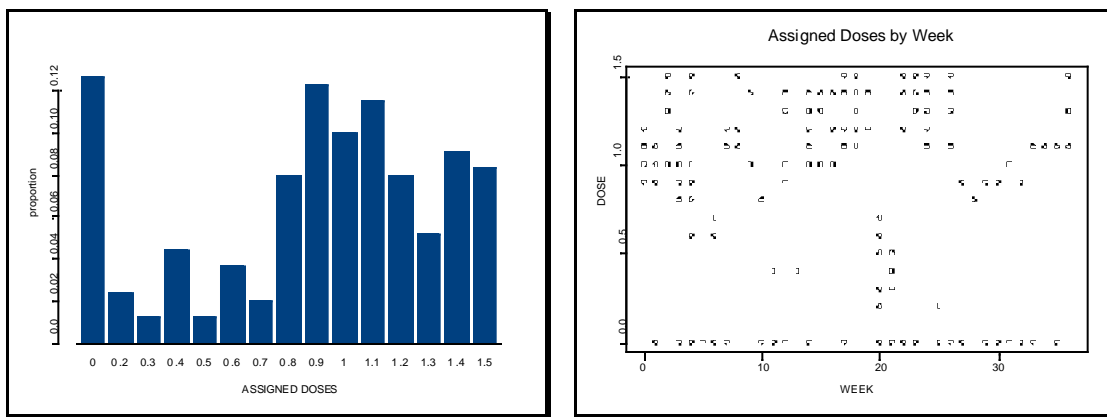 proportion
0.0 0.02 0.04 0.06 0.08 0.10 0.12
0 0.2 0.3 0.4 0.5 0.6 0.7 0.8 0.9 1 1.1 1.2 1.3 1.4 1.5
ASSIGNED DOSES
Assigned Doses by Week
DOSE
0.0 0.5 1.0 1.5
0 10 20 30
WEEK